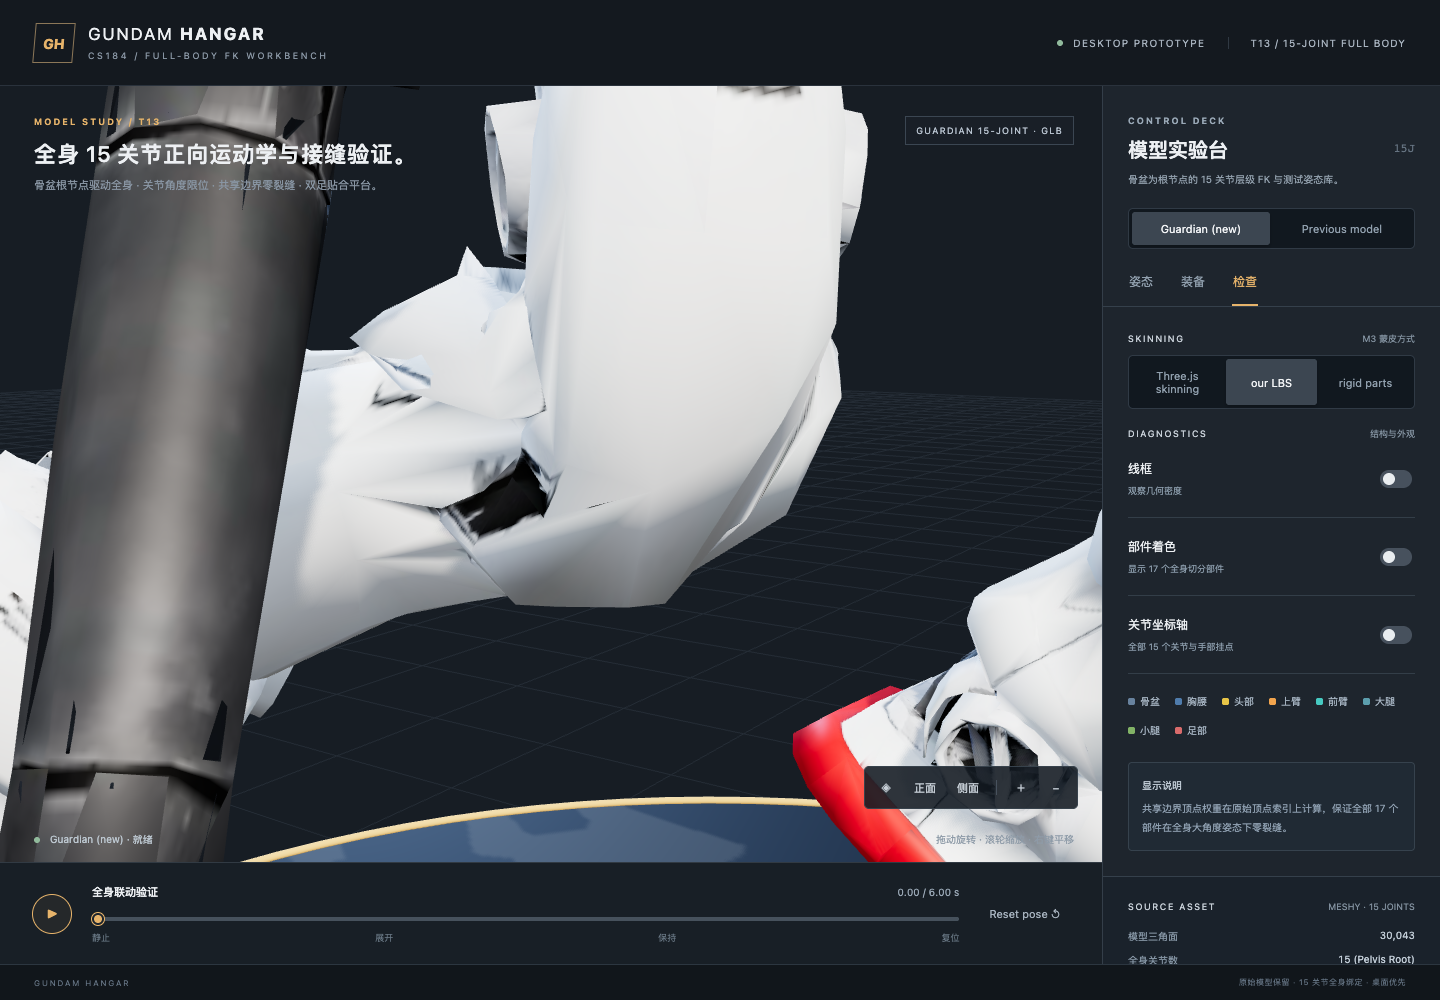 GH
GUNDAM HANGAR
CS184 / FULL-BODY FK WORKBENCH
DESKTOP PROTOTYPE
T13 / 15-JOINT FULL BODY
MODEL STUDY / T13
全身 15 关节正向运动学与接缝验证。
骨盆根节点驱动全身 · 关节角度限位 · 共享边界零裂缝 · 双足贴合平台。
GUARDIAN 15-JOINT · GLB
正面 侧面 + −
拖动旋转 · 滚轮缩放
键平移
Guardian (new) · 就绪
全身联动验证
0.00 / 6.00 s
静止 展开 保持 复位
Reset pose
CONTROL DECK
模型实验台
15J
骨盆为根节点的 15 关节层级 FK 与测试姿态库。
Guardian (new)
Previous model
姿态 装备 检查
SKINNING
M3 蒙皮方式
Three.js
skinning
our LBS
rigid parts
DIAGNOSTICS
结构与外观
线框
观察几何密度
部件着色
显示 17 个全身切分部件
关节坐标轴
全部 15 个关节与手部挂点
骨盆 胸腰 头部 上臂 前臂 大腿
小腿 足部
显示说明
共享边界顶点权重在原始顶点索引上计算，保证全部 17 个
部件在全身大角度姿态下零裂缝。
SOURCE ASSET
MESHY · 15 JOINTS
模型三角面
30,043
全身关节数
15 (Pelvis Root)
GUNDAM HANGAR
原始模型保留 · 15 关节全身绑定 · 桌面优先